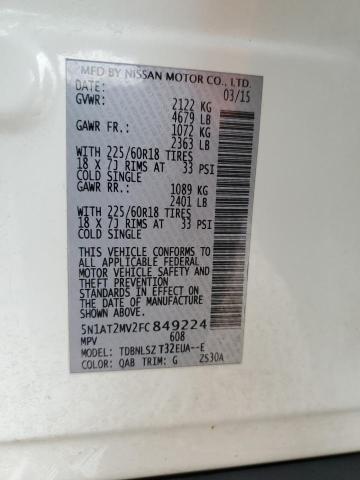 MFD BY NISSAN MOTOR CO., LTD.
DATE: 03/15
GVWR: 2122 KG
4679 LB
GAWR FR.: 1072 KG
2363 LB
WITH 225/60R18 TIRES
18 X 7J RIMS AT 33 PSI
COLD SINGLE
GAWR RR.: 1089 KG
2401 LB
WITH 225/60R18 TIRES
18 X 7J RIMS AT 33 PSI
COLD SINGLE
THIS VEHICLE CONFORMS TO
ALL APPLICABLE FEDERAL
MOTOR VEHICLE SAFETY AND
THEFT PREVENTION
STANDARDS IN EFFECT ON
THE DATE OF MANUFACTURE
SHOWN ABOVE.
5N1AT2MV2FC849224
MPV 608
MODEL: TDBNLSZ T32EUA--E
COLOR: QAB TRIM: G 2S30A